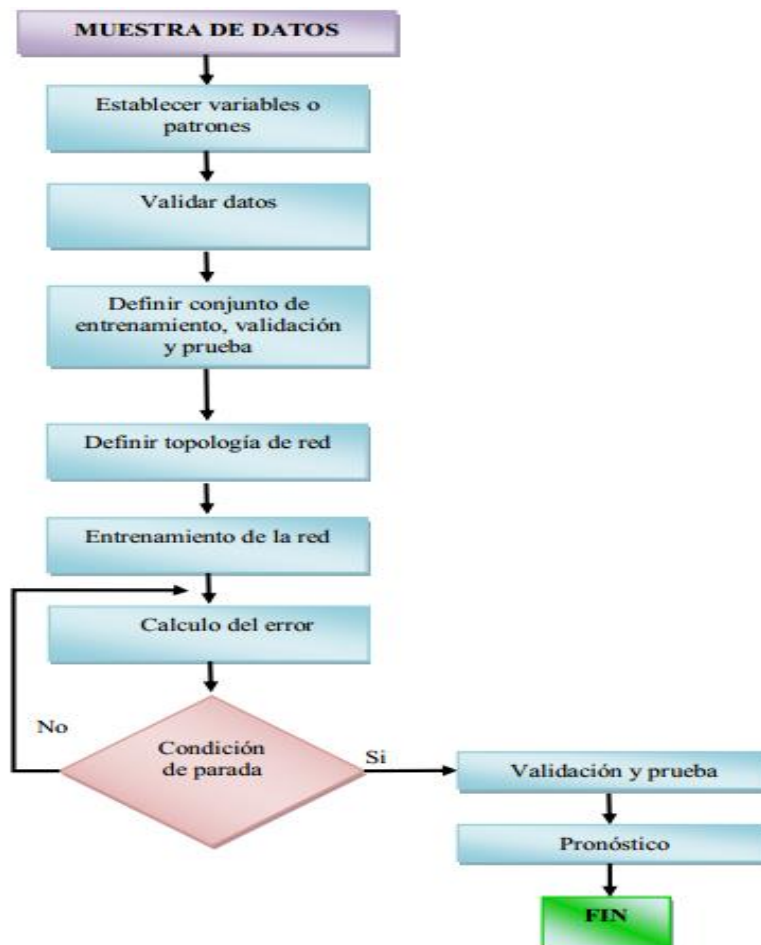 MUESTRA DE DATOS
Establecer variables o
patrones
Validar datos
Definir conjunto de
entrenamiento, validación
y prueba
Definir topología de red
Entrenamiento de la red
Calculo del error
No
Condición
de parada
Si
Validación y prueba
Pronóstico
FIN